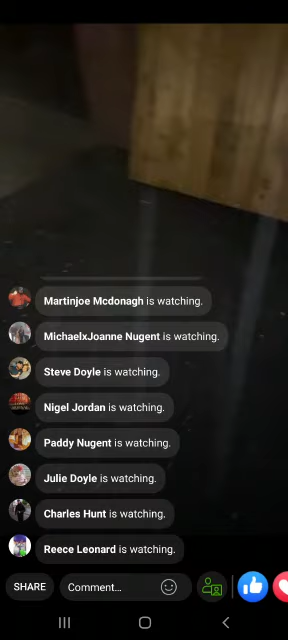 Martinjoe Mcdonagh is watching.
MichaelxJoanne Nugent is watching.
Steve Doyle is watching.
Nigel Jordan is watching.
Paddy Nugent is watching.
Julie Doyle is watching.
Charles Hunt is watching.
Reece Leonard is watching.
SHARE Comment...